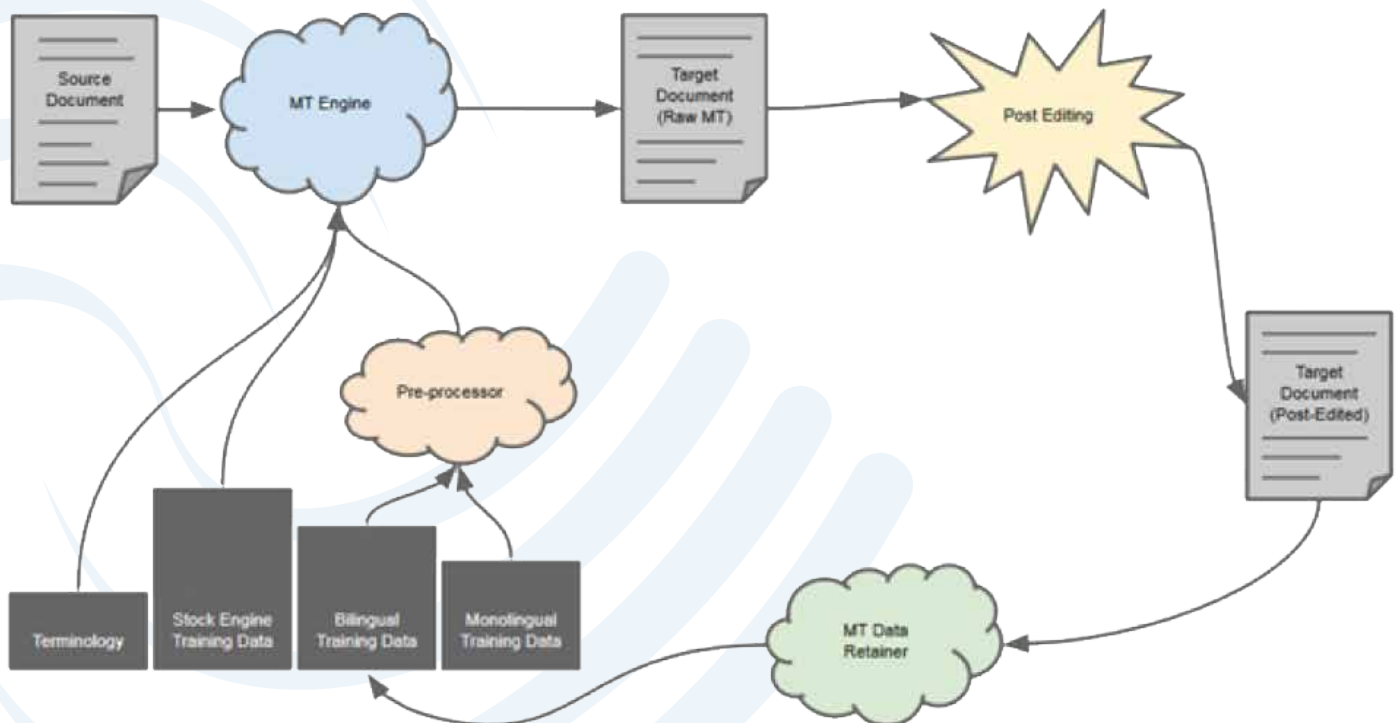 Source
Document
MT Engine
Target
Document
(Raw MT)
Post Editing
Pre-processor
Target
Document
(Post-Edited)
Terminology
Stock Engine
Training Data
Bilingual
Training Data
Monolingual
Training Data
MT Data
Retainer